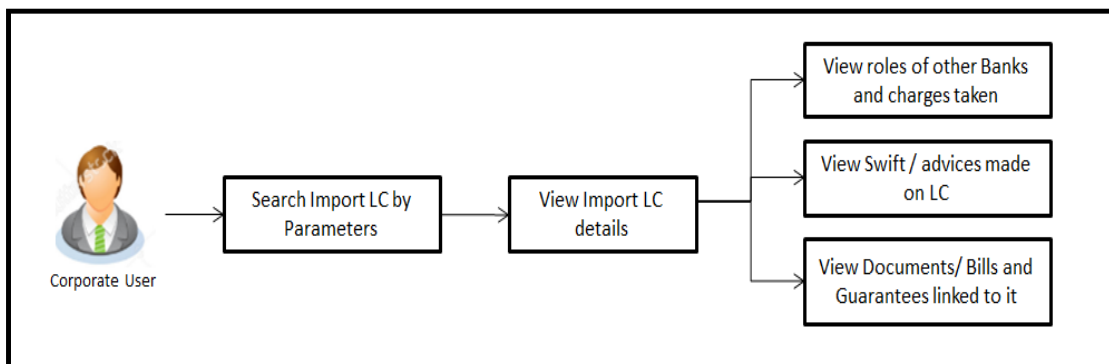 Corporate User
Search Import LC by
Parameters
View Import LC
details
View roles of other Banks
and charges taken
View Swift / advices made
on LC
View Documents/ Bills and
Guarantees linked to it